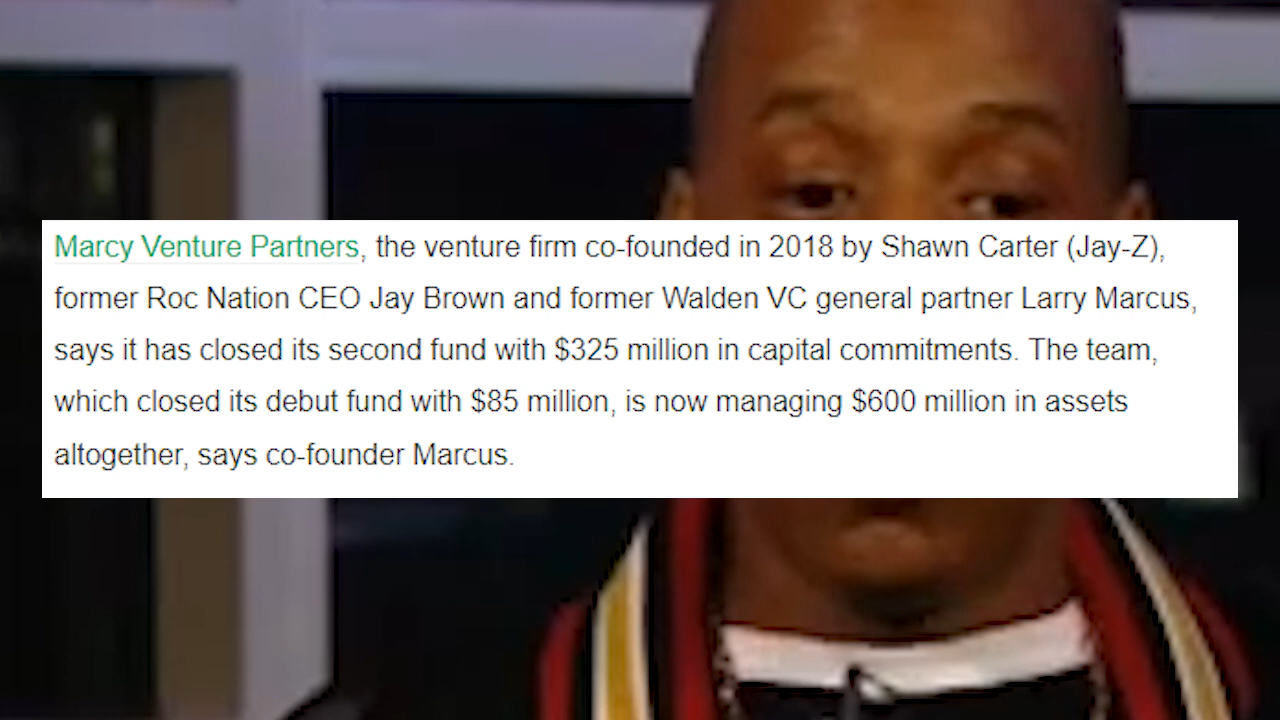 Marcy Venture Partners, the venture firm co-founded in 2018 by Shawn Carter (Jay-Z),
former Roc Nation CEO Jay Brown and former Walden VC general partner Larry Marcus,
says it has closed its second fund with $325 million in capital commitments. The team,
which closed its debut fund with $85 million, is now managing $600 million in assets
altogether, says co-founder Marcus.